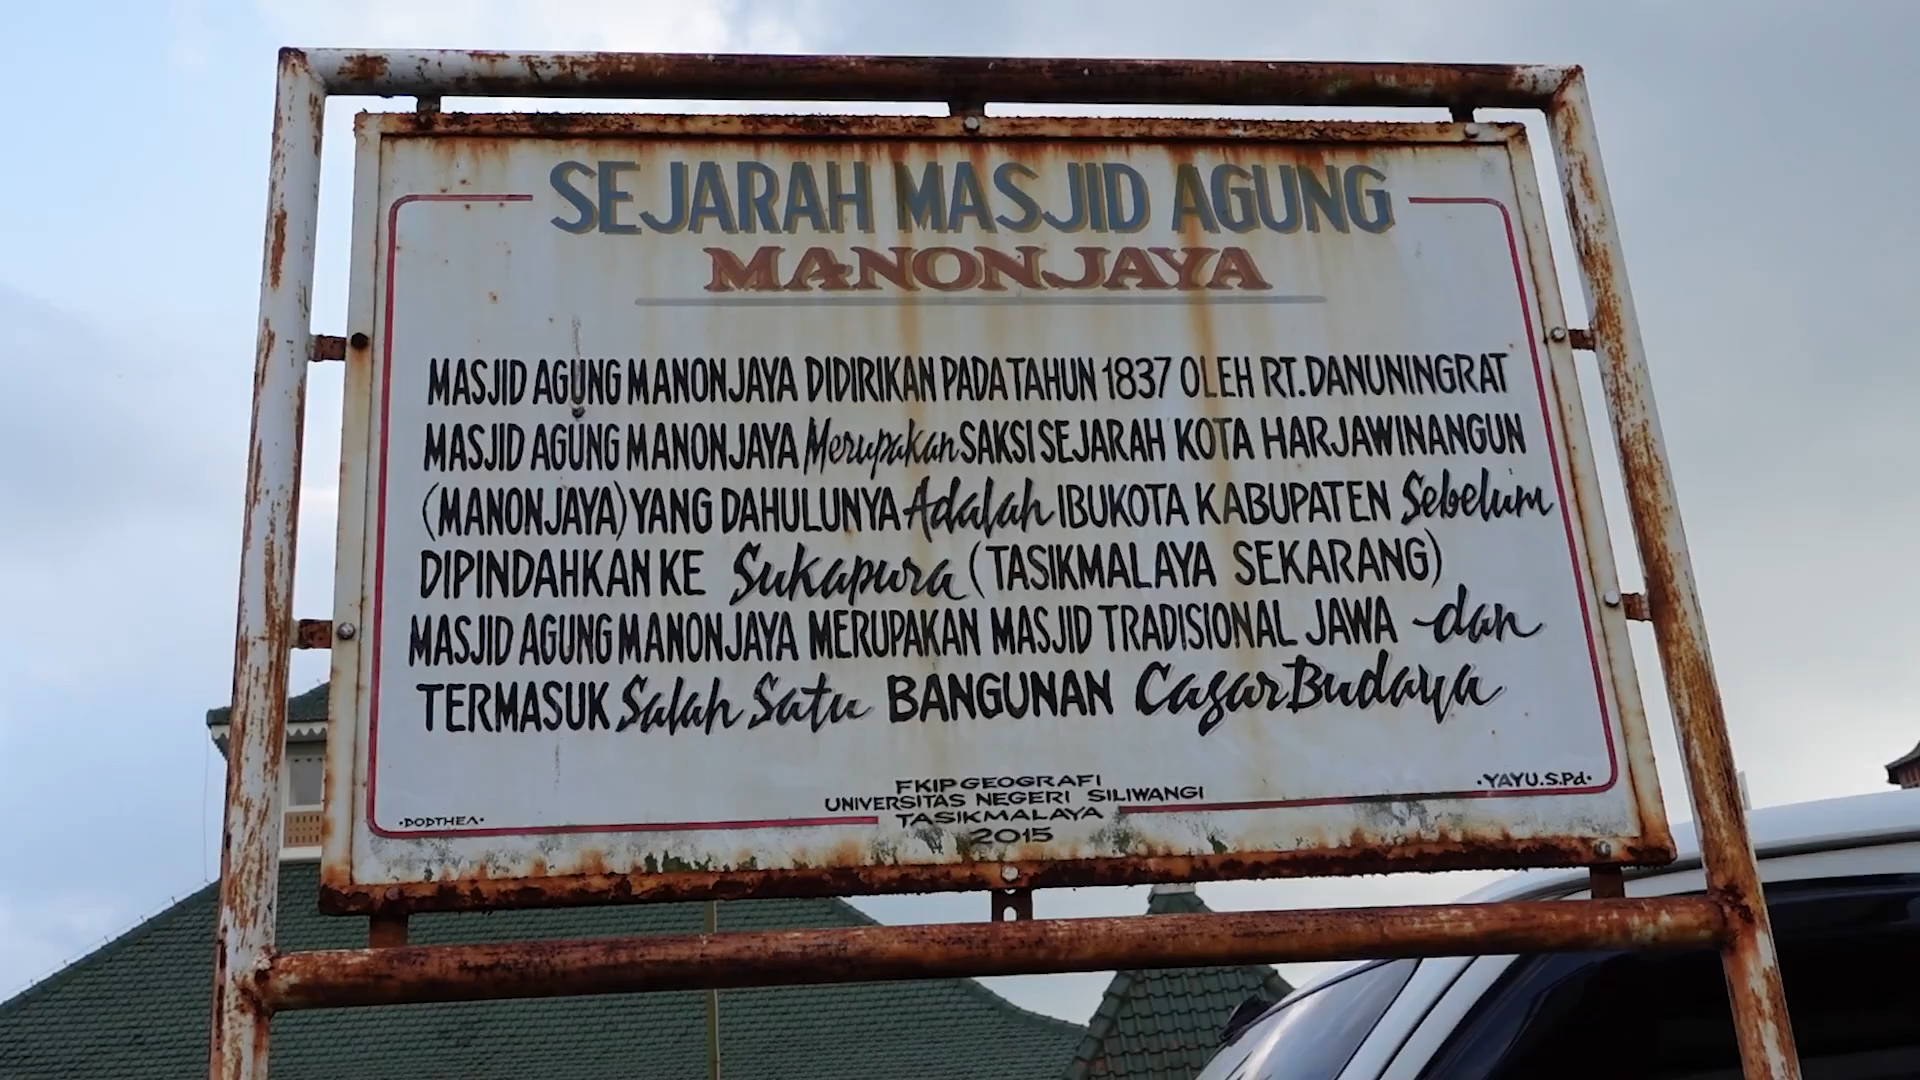 SEJARAH MASJID AGUNG
MANONJAYA
MASJID AGUNG MANONJAYA DIDIRIKAN PADA TAHUN 1837 OLEH RT. DANUNINGRAT
MASJID AGUNG MANONJAYA Merupakan SAKSI SEJARAH KOTA HARJAWINANGUN
(MANONJAYA) YANG DAHULUNYA Adalah IBUKOTA KABUPATEN Sebelum
DIPINDAHKAN KE Sukapura (TASIKMALAYA SEKARANG)
MASJID AGUNG MANONJAYA MERUPAKAN MASJID TRADISIONAL JAWA dan
TERMASUK Salah Satu BANGUNAN Cagar Budaya
FKIP GEOGRAFI
UNIVERSITAS NEGERI SILIWANGI
TASIKMALAYA
2015
·DODTHEA·
·YAYU.S.Pd·